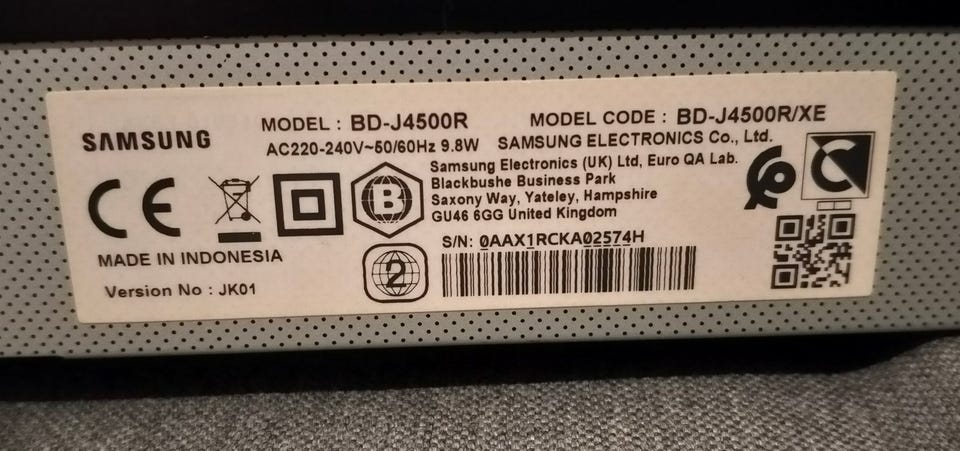 SAMSUNG
MODEL : BD-J4500R
MODEL CODE : BD-J4500R/XE
AC220-240V~50/60Hz 9.8W
SAMSUNG ELECTRONICS Co., Ltd.
Samsung Electronics (UK) Ltd, Euro QA Lab.
Blackbushe Business Park
Saxony Way, Yateley, Hampshire
GU46 6GG United Kingdom
CE
B
C
MADE IN INDONESIA
S/N: 0AAX1RCKA02574H
2
Version No : JK01